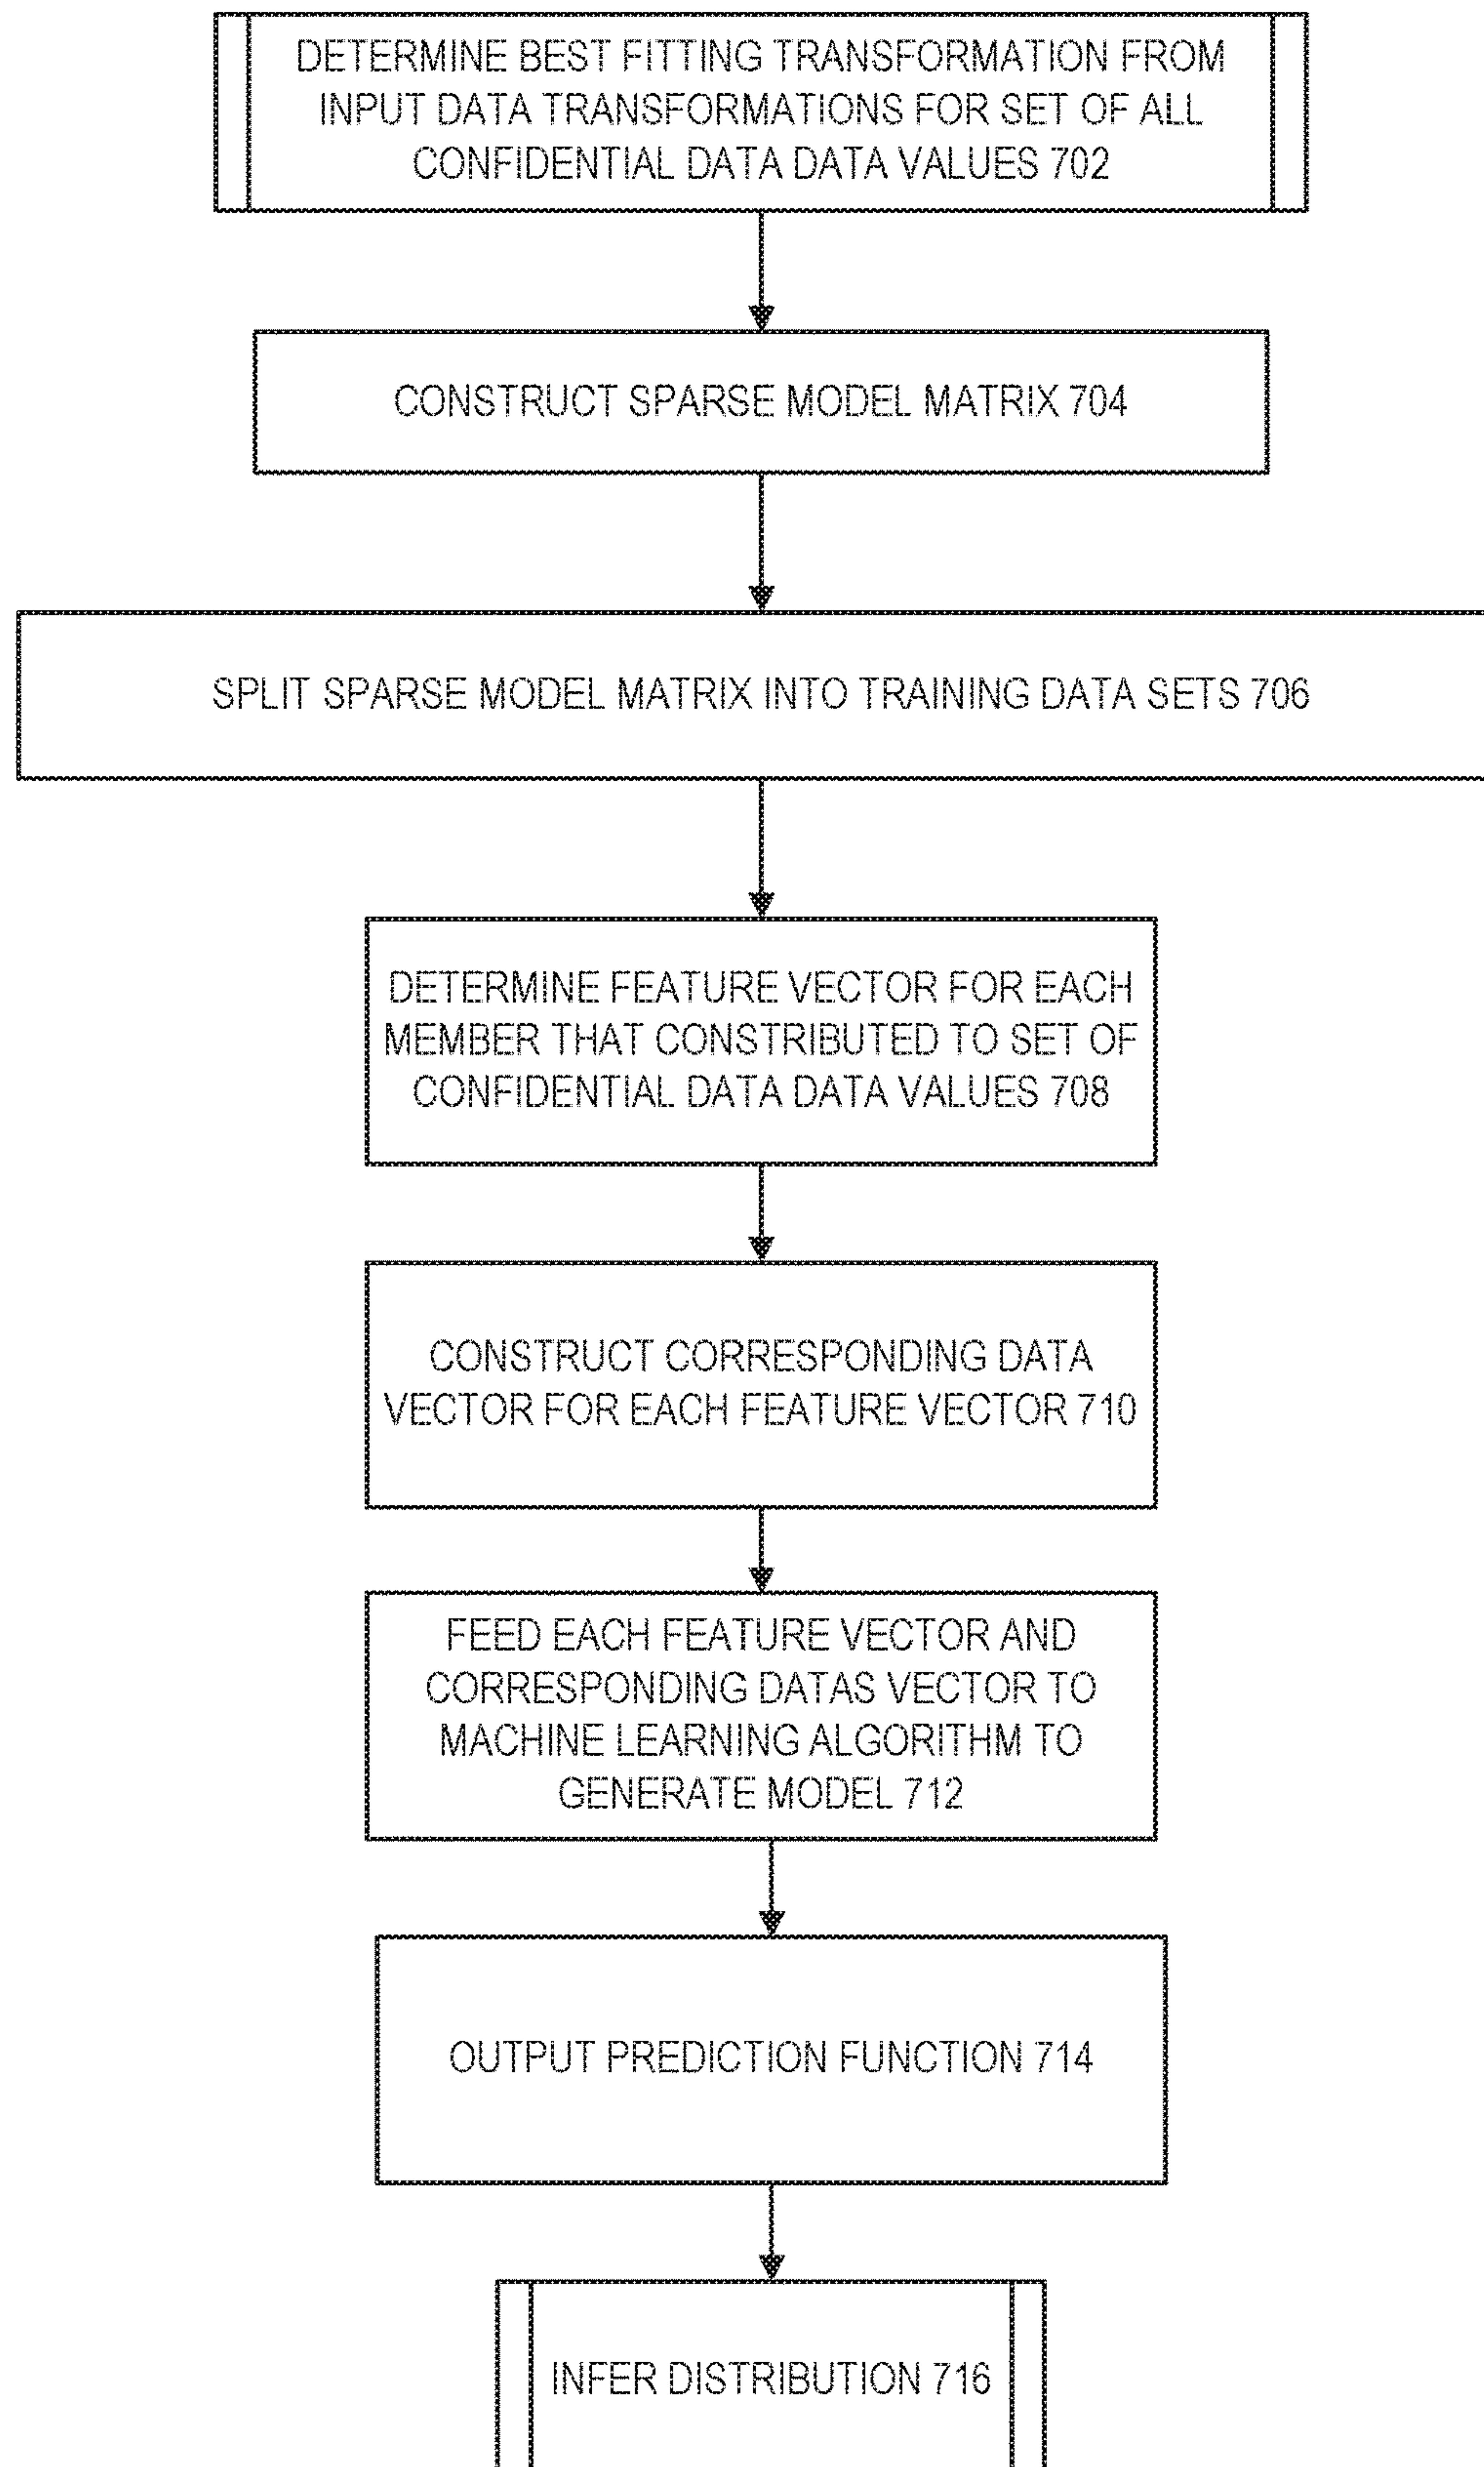 DETERMINE BEST FITTING TRANSFORMATION FROM
INPUT DATA TRANSFORMATIONS FOR SET OF ALL
CONFIDENTIAL DATA DATA VALUES 702
CONSTRUCT SPARSE MODEL MATRIX 704
SPLIT SPARSE MODEL MATRIX INTO TRAINING DATA SETS 706
DETERMINE FEATURE VECTOR FOR EACH
MEMBER THAT CONSTRIBUTED TO SET OF
CONFIDENTIAL DATA DATA VALUES 708
CONSTRUCT CORRESPONDING DATA
VECTOR FOR EACH FEATURE VECTOR 710
FEED EACH FEATURE VECTOR AND
CORRESPONDING DATAS VECTOR TO
MACHINE LEARNING ALGORITHM TO
GENERATE MODEL 712
OUTPUT PREDICTION FUNCTION 714
INFER DISTRIBUTION 716